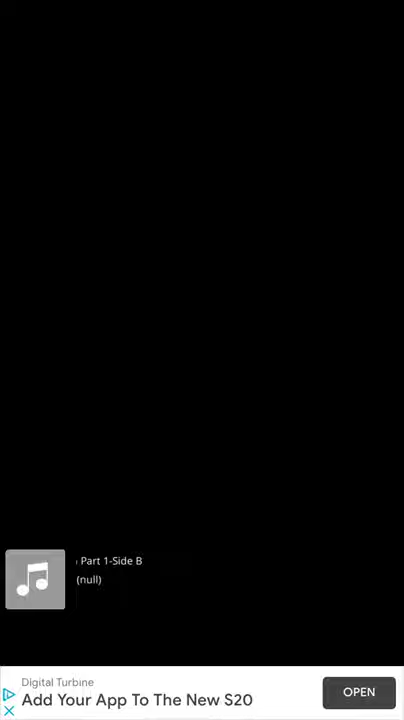 Part 1-Side B
(null)
Digital Turbine
Add Your App To The New S20
OPEN